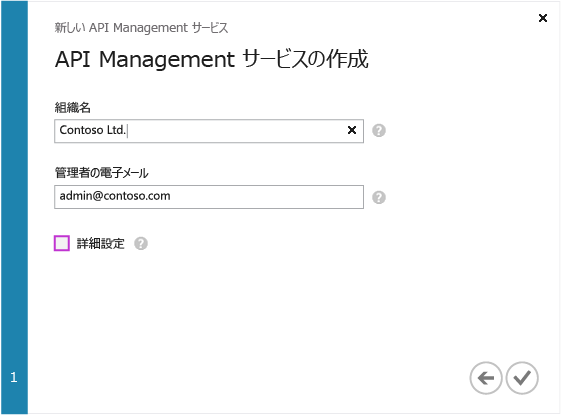 新しい API Management サービス
API Management サービスの作成
組織名
Contoso Ltd.
管理者の電子メール
admin@contoso.com
詳細設定
1